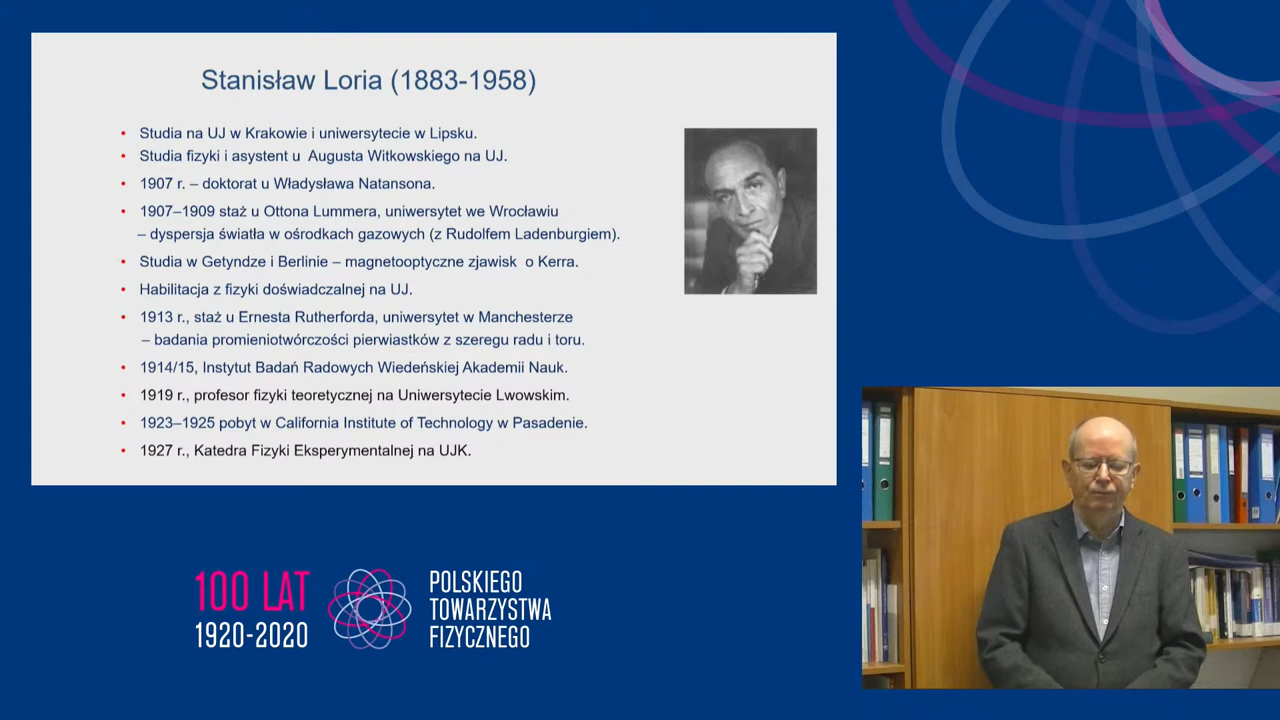 Stanisław Loria (1883-1958)
• Studia na UJ w Krakowie i uniwersytecie w Lipsku.
• Studia fizyki i asystent u Augusta Witkowskiego na UJ.
• 1907 r. – doktorat u Władysława Natansona.
• 1907–1909 staż u Ottona Lummera, uniwersytet we Wrocławiu
– dyspersja światła w ośrodkach gazowych (z Rudolfem Ladenburgiem).
• Studia w Getyndze i Berlinie – magnetooptyczne zjawisk o Kerra.
• Habilitacja z fizyki doświadczalnej na UJ.
• 1913 r., staż u Ernesta Rutherforda, uniwersytet w Manchesterze
– badania promieniotwórczości pierwiastków z szeregu radu i toru.
• 1914/15, Instytut Badań Radowych Wiedeńskiej Akademii Nauk.
• 1919 r., profesor fizyki teoretycznej na Uniwersytecie Lwowskim.
• 1923–1925 pobyt w California Institute of Technology w Pasadenie.
• 1927 r., Katedra Fizyki Eksperymentalnej na UJK.
100 LAT
1920-2020
POLSKIEGO
TOWARZYSTWA
FIZYCZNEGO